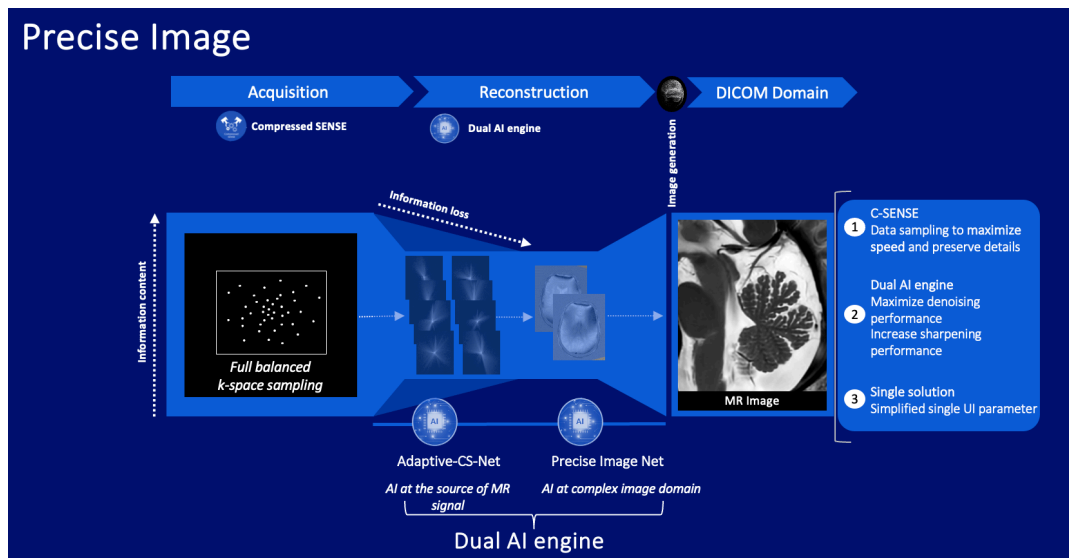 Precise Image
Acquisition
Reconstruction
DICOM Domain
Compressed SENSE
AI
Dual AI engine
Image generation
Information loss
Information content
Full balanced
k-space sampling
MR Image
1
C-SENSE
Data sampling to maximize
speed and preserve details
2
Dual AI engine
Maximize denoising
performance
Increase sharpening
performance
3
Single solution
Simplified single UI parameter
AI
AI
Adaptive-CS-Net
Precise Image Net
AI at the source of MR
signal
AI at complex image domain
Dual AI engine